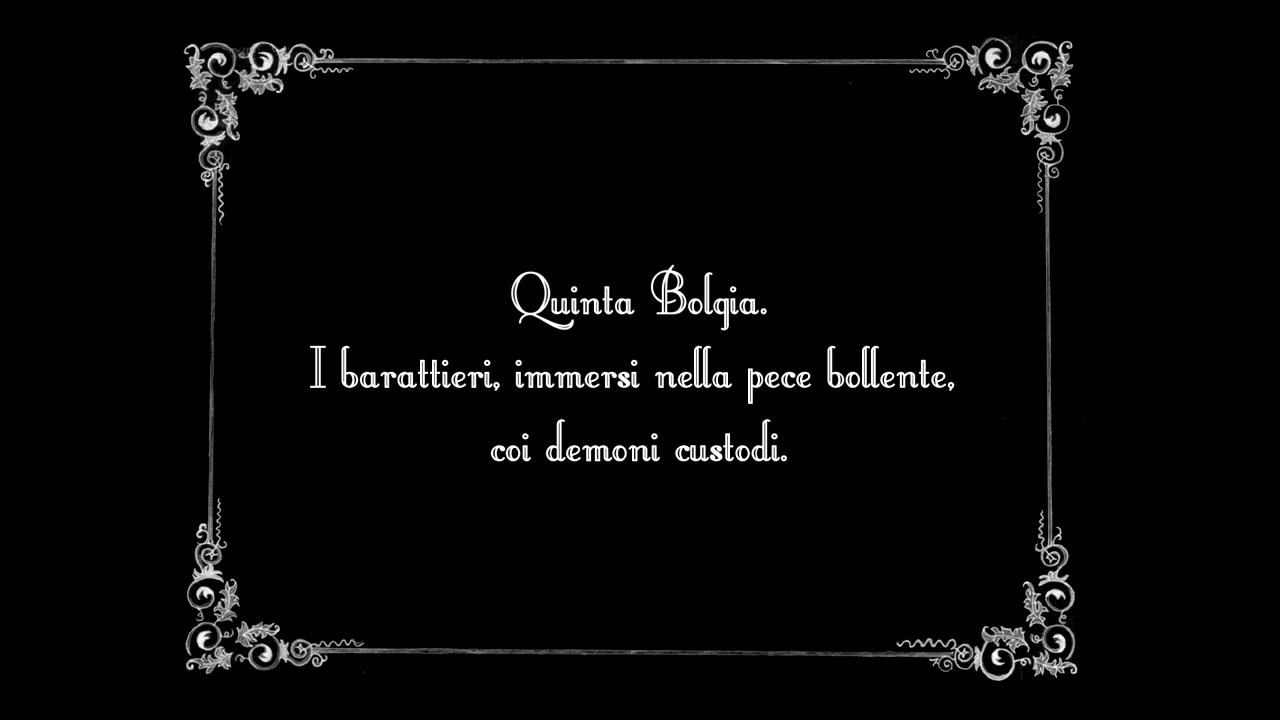 Quinta Bolgia.
I barattieri, immersi nella pece bollente,
coi demoni custodi.